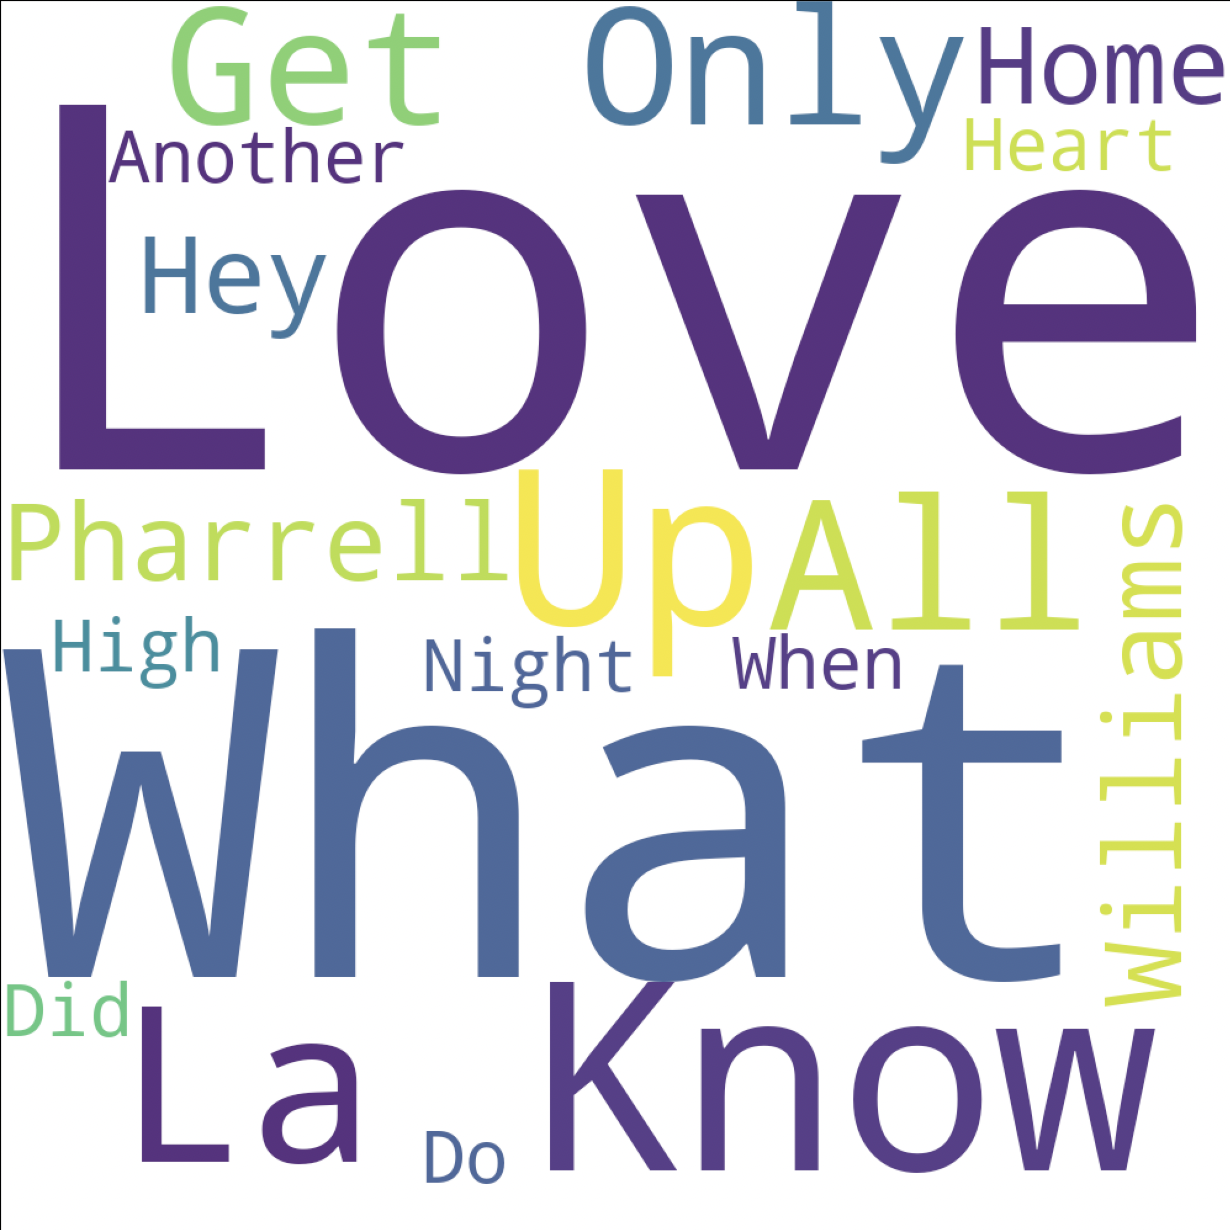 Get
Only
Home
Another
Heart
Hey
Love
Pharrell
Up
All
Williams
High
Night
When
What
Did
La
Know
Do